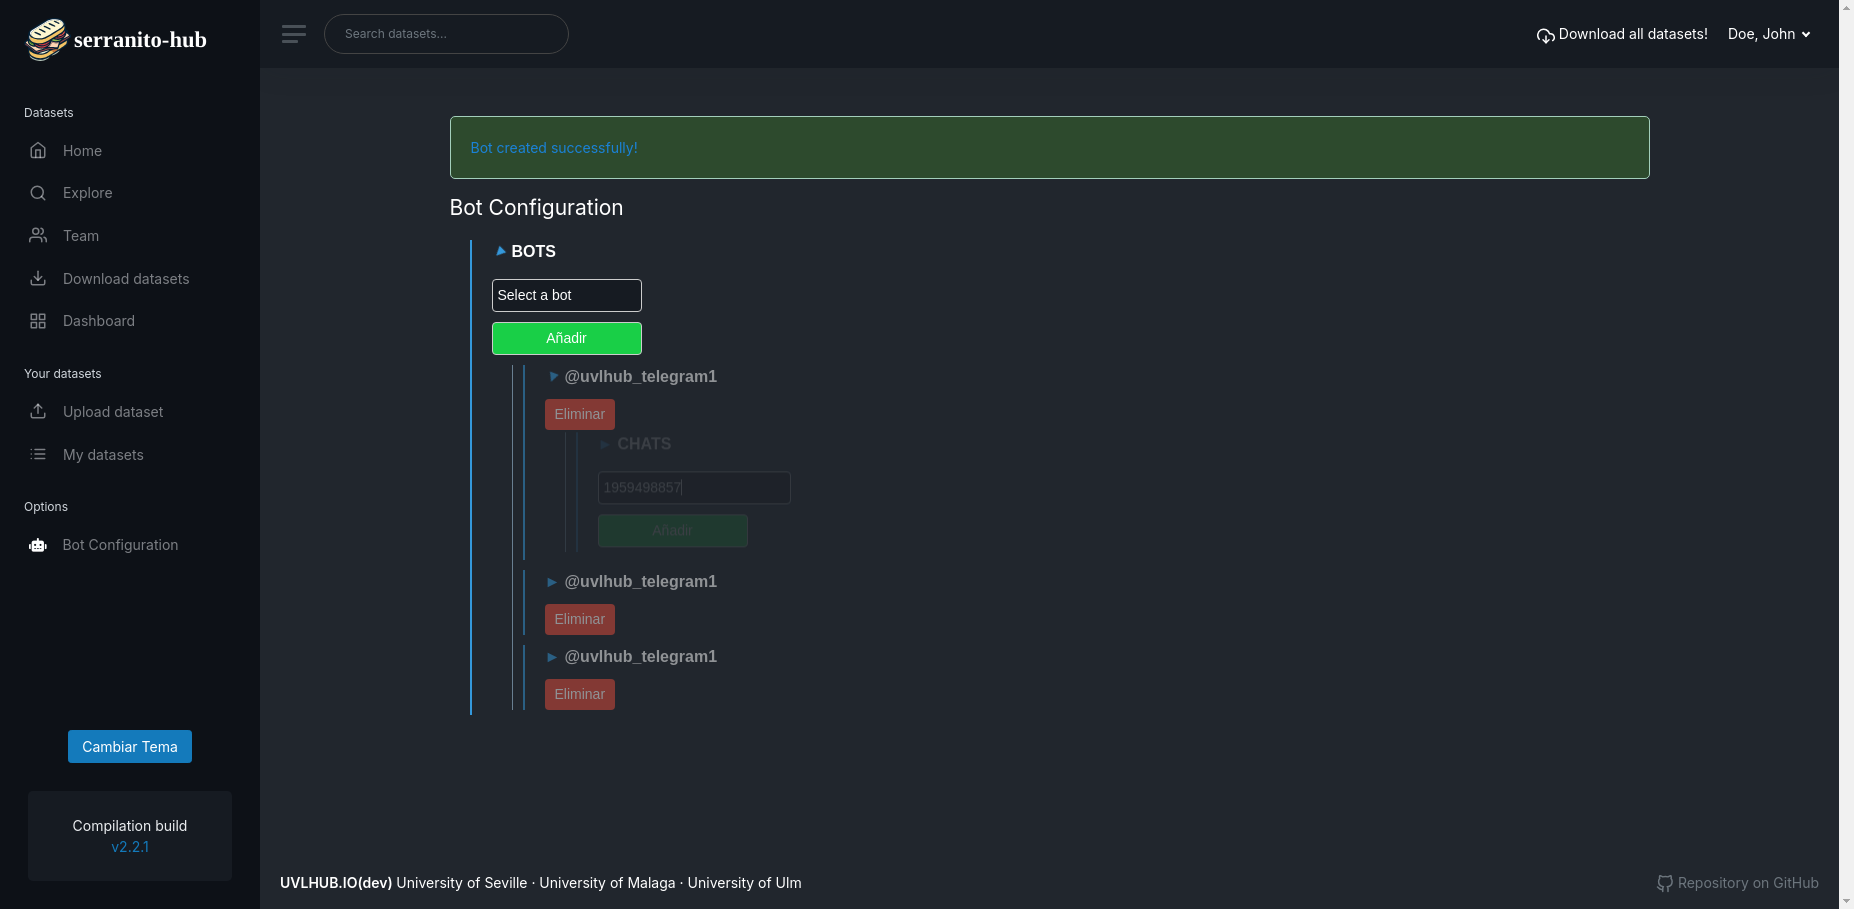 serranito-hub
Search datasets...
Download all datasets!
Doe, John
Datasets
Home
Explore
Team
Download datasets
Dashboard
Your datasets
Upload dataset
My datasets
Options
Bot Configuration
Cambiar Tema
Compilation build
v2.2.1
Bot created successfully!
Bot Configuration
BOTS
Select a bot
Añadir
@uvlhub_telegram1
Eliminar
CHATS
1959498857
Añadir
@uvlhub_telegram1
Eliminar
@uvlhub_telegram1
Eliminar
UVLHUB.IO(dev) University of Seville · University of Malaga · University of Ulm
Repository on GitHub